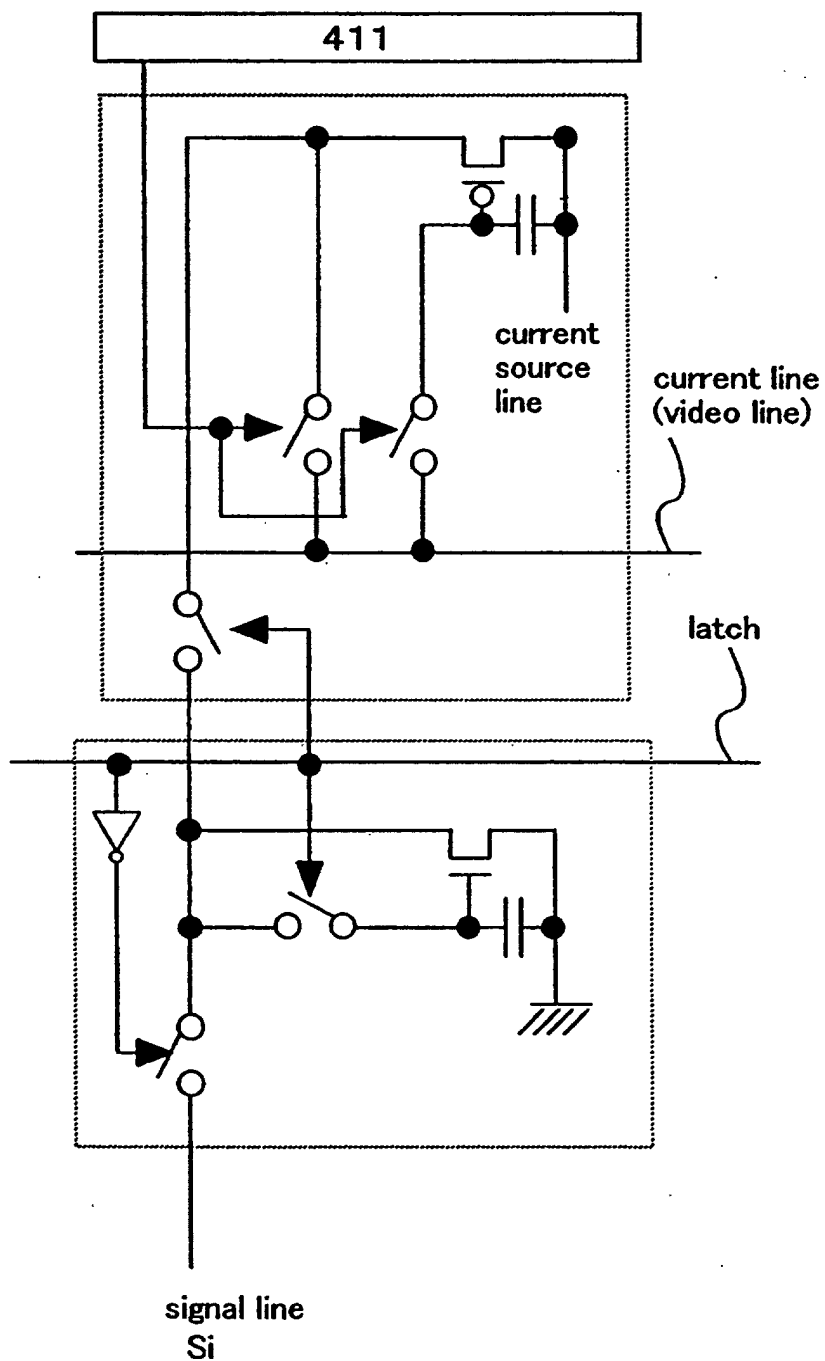 411
current
source
line
current line
(video line)
latch
signal line
Si